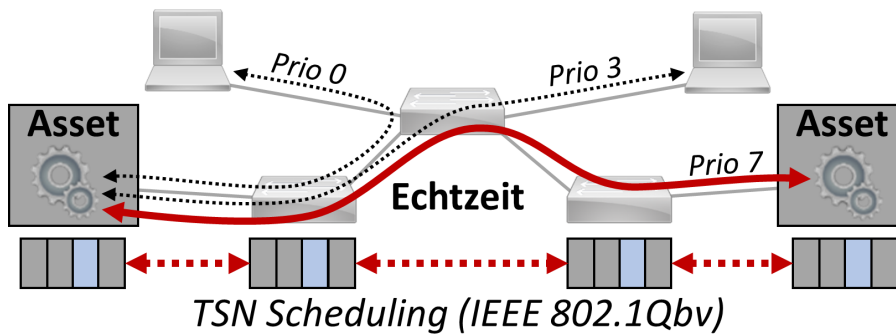 Prio 0
Prio 3
Asset
Asset
Prio 7
Echtzeit
TSN Scheduling (IEEE 802.1Qbv)